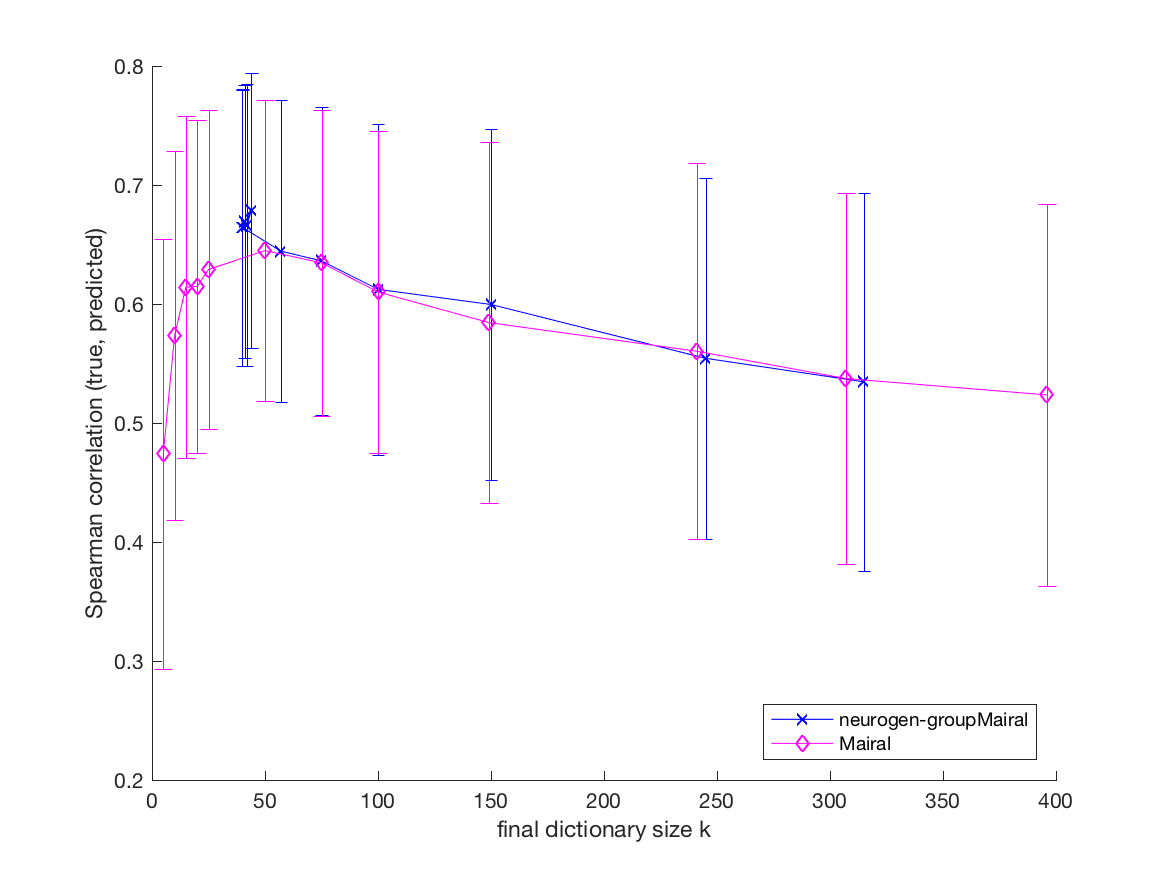 0.8
0.7
0.6
0.5
0.4
0.3
0.2
Spearman correlation (true, predicted)
neurogen-groupMairal
Mairal
0 50 100 150 200 250 300 350 400
final dictionary size k